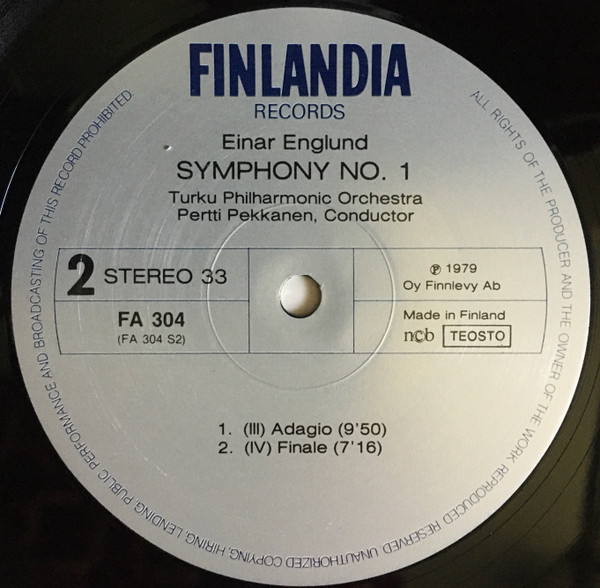 FINLANDIA
RECORDS
Einar Englund
SYMPHONY NO. 1
Turku Philharmonic Orchestra
Pertti Pekkanen, Conductor
2 STEREO 33
FA 304
(FA 304 S2)
℗ 1979
Oy Finnlevy Ab
Made in Finland
ncb TEOSTO
1. (III) Adagio (9'50)
2. (IV) Finale (7'16)
ALL RIGHTS OF THE PRODUCER AND THE OWNER OF THE WORK REPRODUCED RESERVED. UNAUTHORIZED COPYING, HIRING, LENDING, PUBLIC PERFORMANCE AND BROADCASTING OF THIS RECORD PROHIBITED